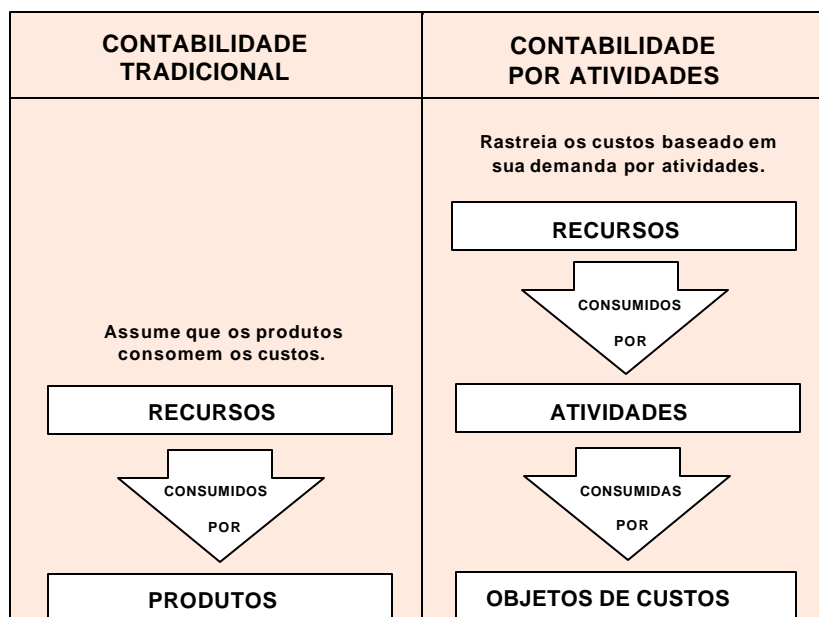 CONTABILIDADE
TRADICIONAL
Assume que os produtos
consomem os custos.
RECURSOS
CONSUMIDOS
POR
PRODUTOS
CONTABILIDADE
POR ATIVIDADES
Rastreia os custos baseado em
sua demanda por atividades.
RECURSOS
CONSUMIDOS
POR
ATIVIDADES
CONSUMIDAS
POR
OBJETOS DE CUSTOS